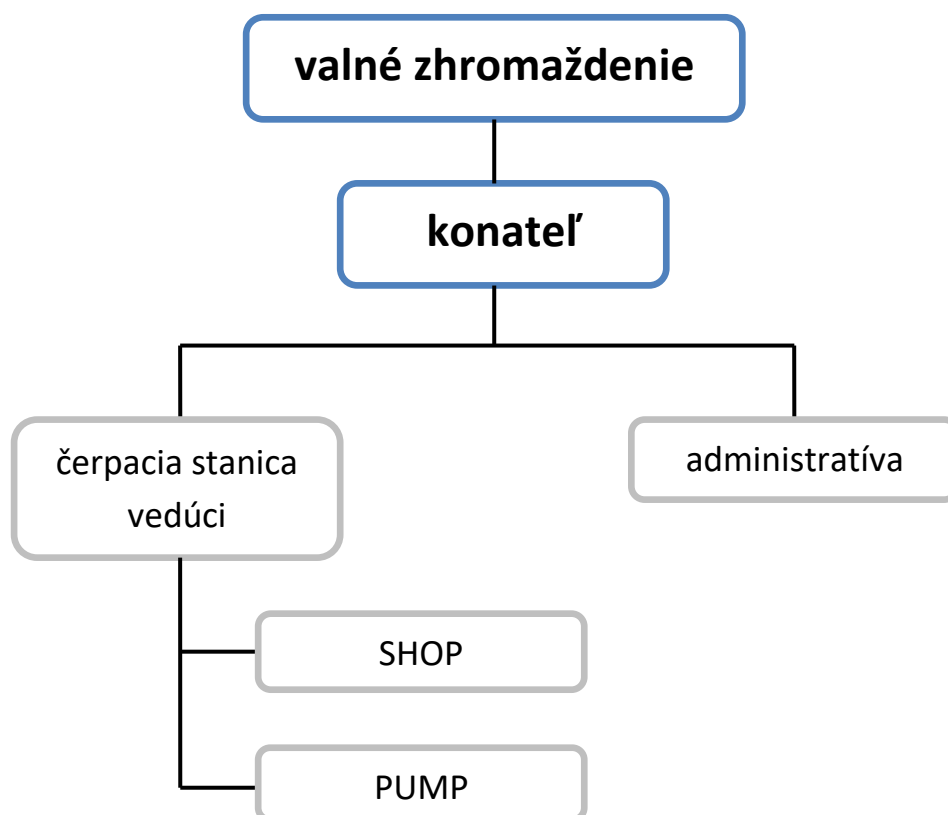 valné zhromaždenie
konateľ
čerpacia stanica
vedúci
administratíva
SHOP
PUMP